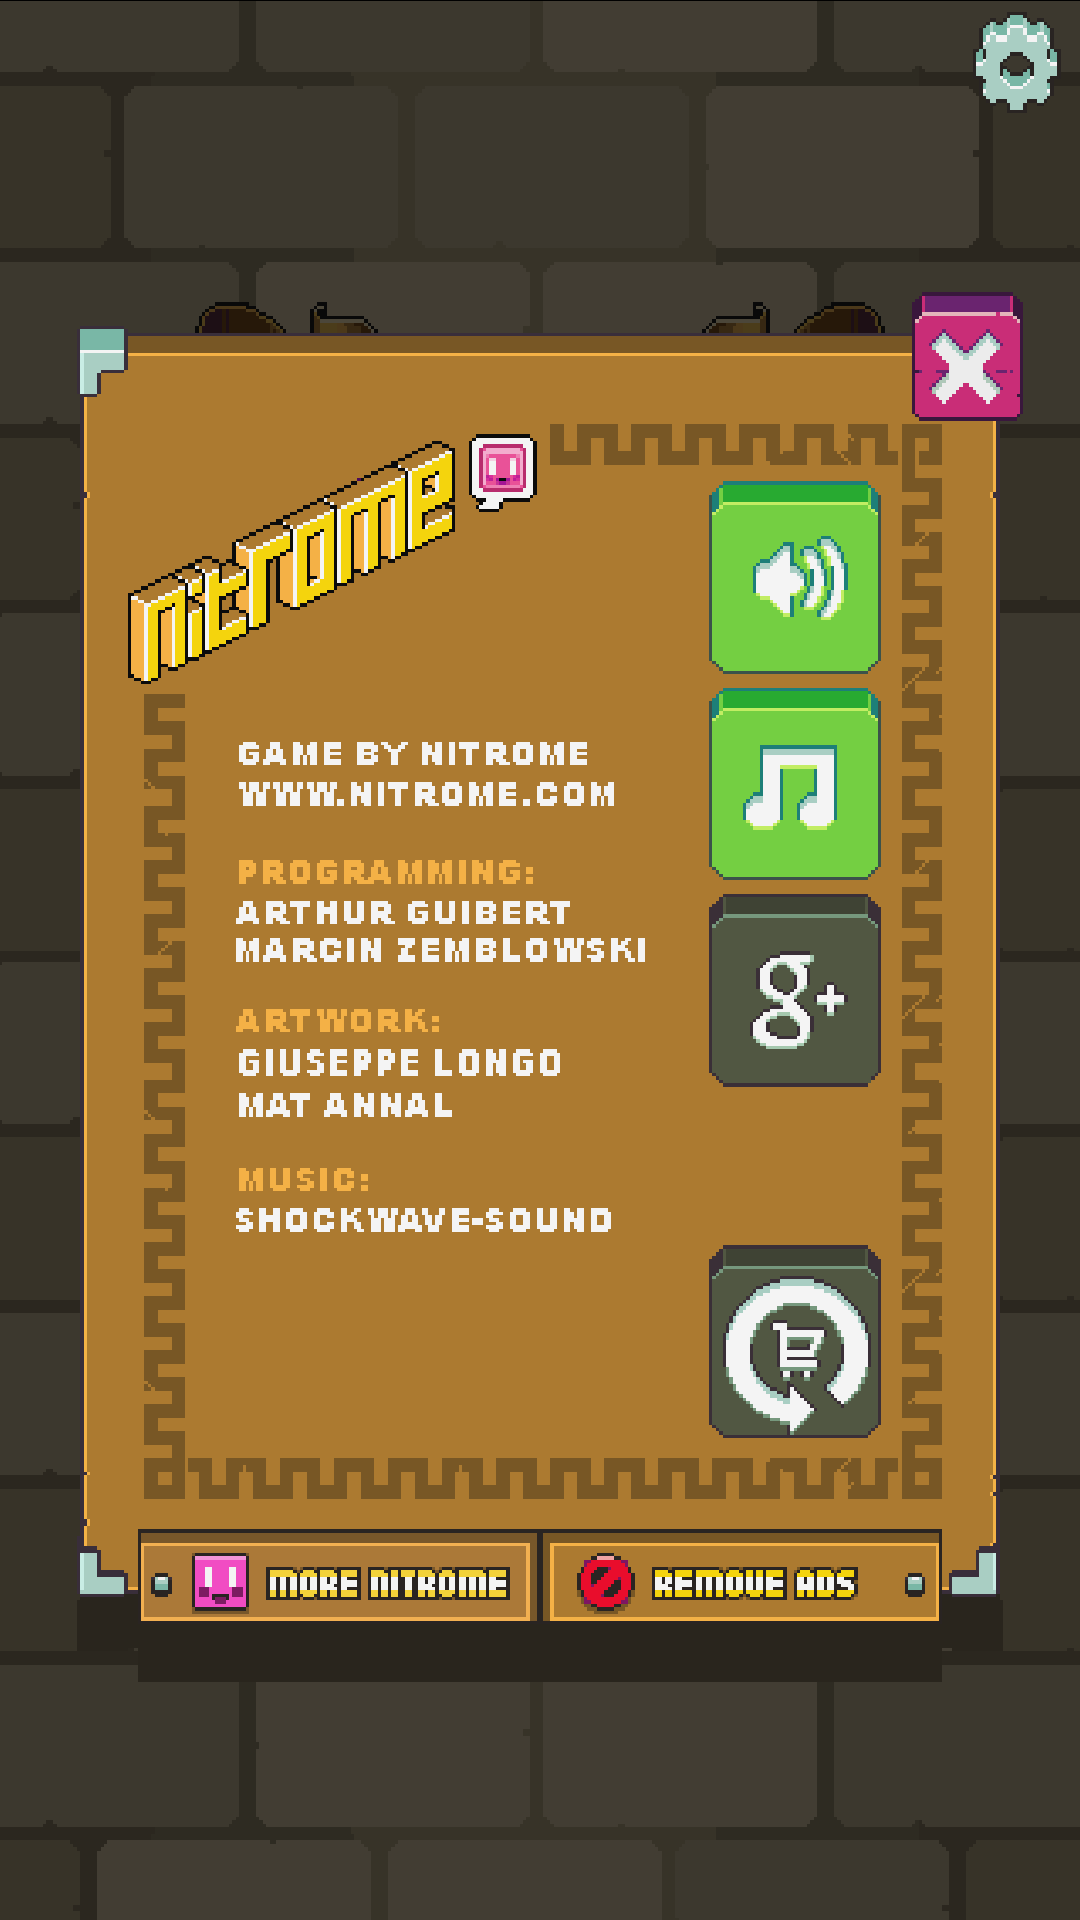 nitrome
GAME BY NITROME
WWW.NITROME.COM
PROGRAMMING:
ARTHUR GUIBERT
MARCIN ZEMBLOWSKI
ARTWORK:
GIUSEPPE LONGO
MAT ANNAL
MUSIC:
SHOCKWAVE-SOUND
g+
MORE NITROME
REMOVE ADS